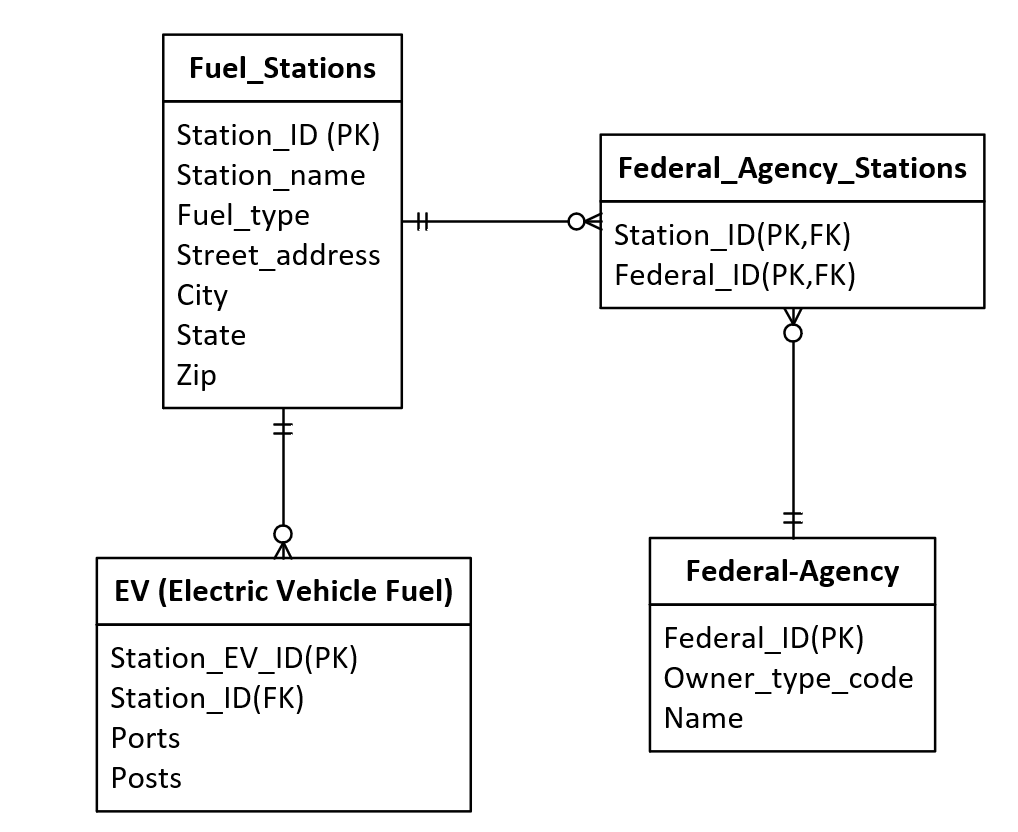 Fuel_Stations
Station_ID (PK)
Station_name
Fuel_type
Street_address
City
State
Zip
Federal_Agency_Stations
Station_ID(PK,FK)
Federal_ID(PK,FK)
EV (Electric Vehicle Fuel)
Station_EV_ID(PK)
Station_ID(FK)
Ports
Posts
Federal-Agency
Federal_ID(PK)
Owner_type_code
Name